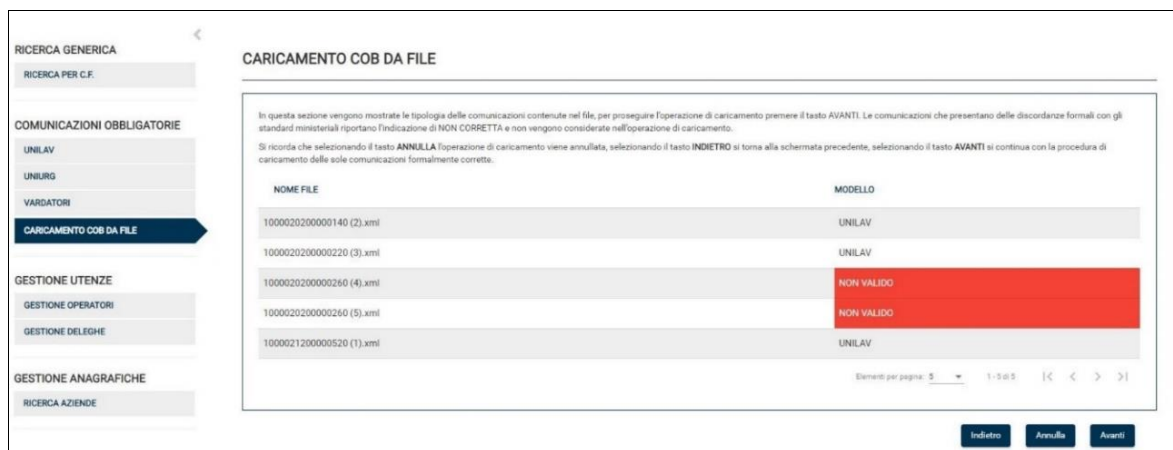 RICERCA GENERICA
RICERCA PER C.F.
COMUNICAZIONI OBBLIGATORIE
UNILAV
UNIURG
VARDATORI
CARICAMENTO COB DA FILE
GESTIONE UTENZE
GESTIONE OPERATORI
GESTIONE DELEGHE
GESTIONE ANAGRAFICHE
RICERCA AZIENDE
CARICAMENTO COB DA FILE
In questa sezione vengono mostrate le tipologia delle comunicazioni contenute nel file, per proseguire l'operazione di caricamento premere il tasto AVANTI. Le comunicazioni che presentano delle discordanze formali con gli
standard ministeriali riportano l'indicazione di NON CORRETTA e non vengono considerate nell'operazione di caricamento.
Si ricorda che selezionando il tasto ANNULLA l'operazione di caricamento viene annullata, selezionando il tasto INDIETRO si torna alla schermata precedente, selezionando il tasto AVANTI si continua con la procedura di
caricamento delle sole comunicazioni formalmente corrette.
NOME FILE MODELLO
1000020200000140 (2).xml UNILAV
1000020200000220 (3).xml UNILAV
1000020200000260 (4).xml NON VALIDO
1000020200000260 (5).xml NON VALIDO
1000021200000520 (1).xml UNILAV
Elementi per pagina: 5 1 - 5 di 5
Indietro Annulla Avanti